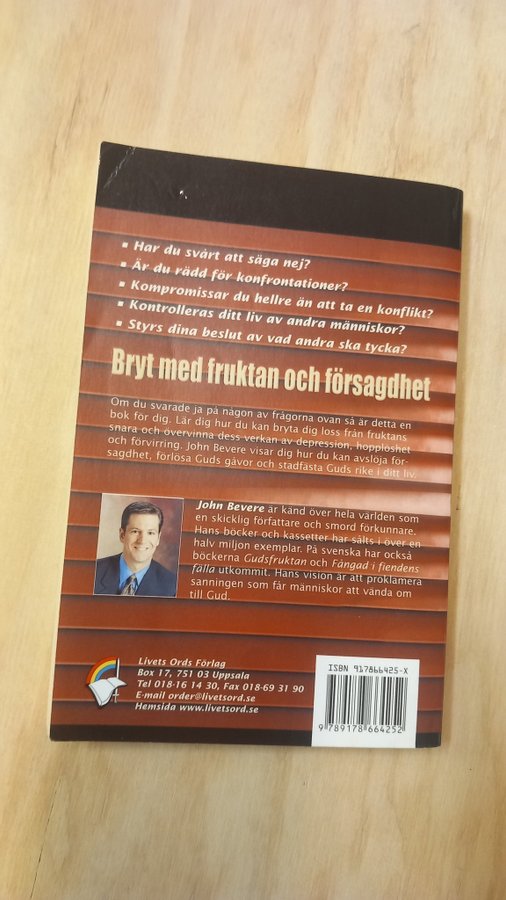 ▪ Har du svårt att säga nej?
▪ Är du rädd för konfrontationer?
▪ Kompromissar du hellre än att ta en konflikt?
▪ Kontrolleras ditt liv av andra människor?
▪ Styrs dina beslut av vad andra ska tycka?
Bryt med fruktan och försagdhet
Om du svarade ja på någon av frågorna ovan så är detta en
bok för dig. Lär dig hur du kan bryta dig loss från fruktans
snara och övervinna dess verkan av depression, hopplöshet
och förvirring. John Bevere visar dig hur du kan avslöja för-
sagdhet, förlösa Guds gåvor och stadfästa Guds rike i ditt liv.
John Bevere är känd över hela världen som
en skicklig författare och smord förkunnare.
Hans böcker och kassetter har sålts i över en
halv miljon exemplar. På svenska har också
böckerna Gudsfruktan och Fångad i fiendens
fälla utkommit. Hans vision är att proklamera
sanningen som får människor att vända om
till Gud.
Livets Ords Förlag
Box 17, 751 03 Uppsala
Tel 018-16 14 30, Fax 018-69 31 90
E-mail order@livetsord.se
Hemsida www.livetsord.se
ISBN 917866425-X
9 789178 664252